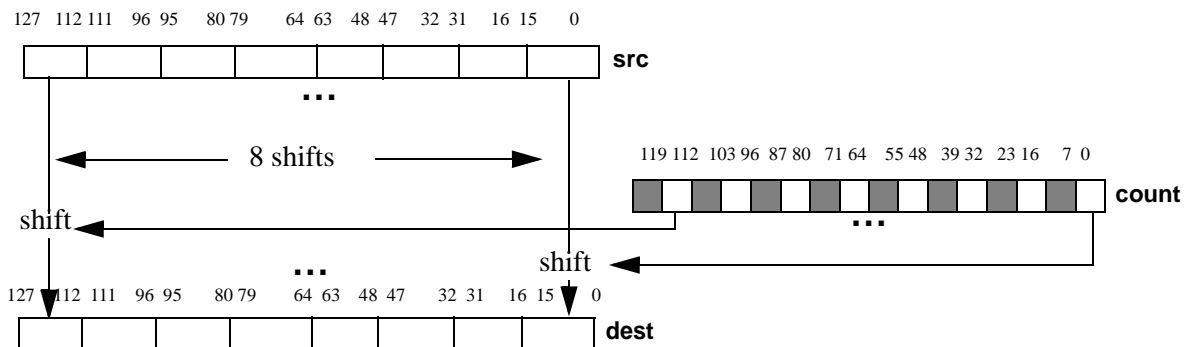 127 112 111 96 95 80 79 64 63 48 47 32 31 16 15 0
src
...
8 shifts
119 112 103 96 87 80 71 64 55 48 39 32 23 16 7 0
count
...
shift
shift
...
127 112 111 96 95 80 79 64 63 48 47 32 31 16 15 0
dest